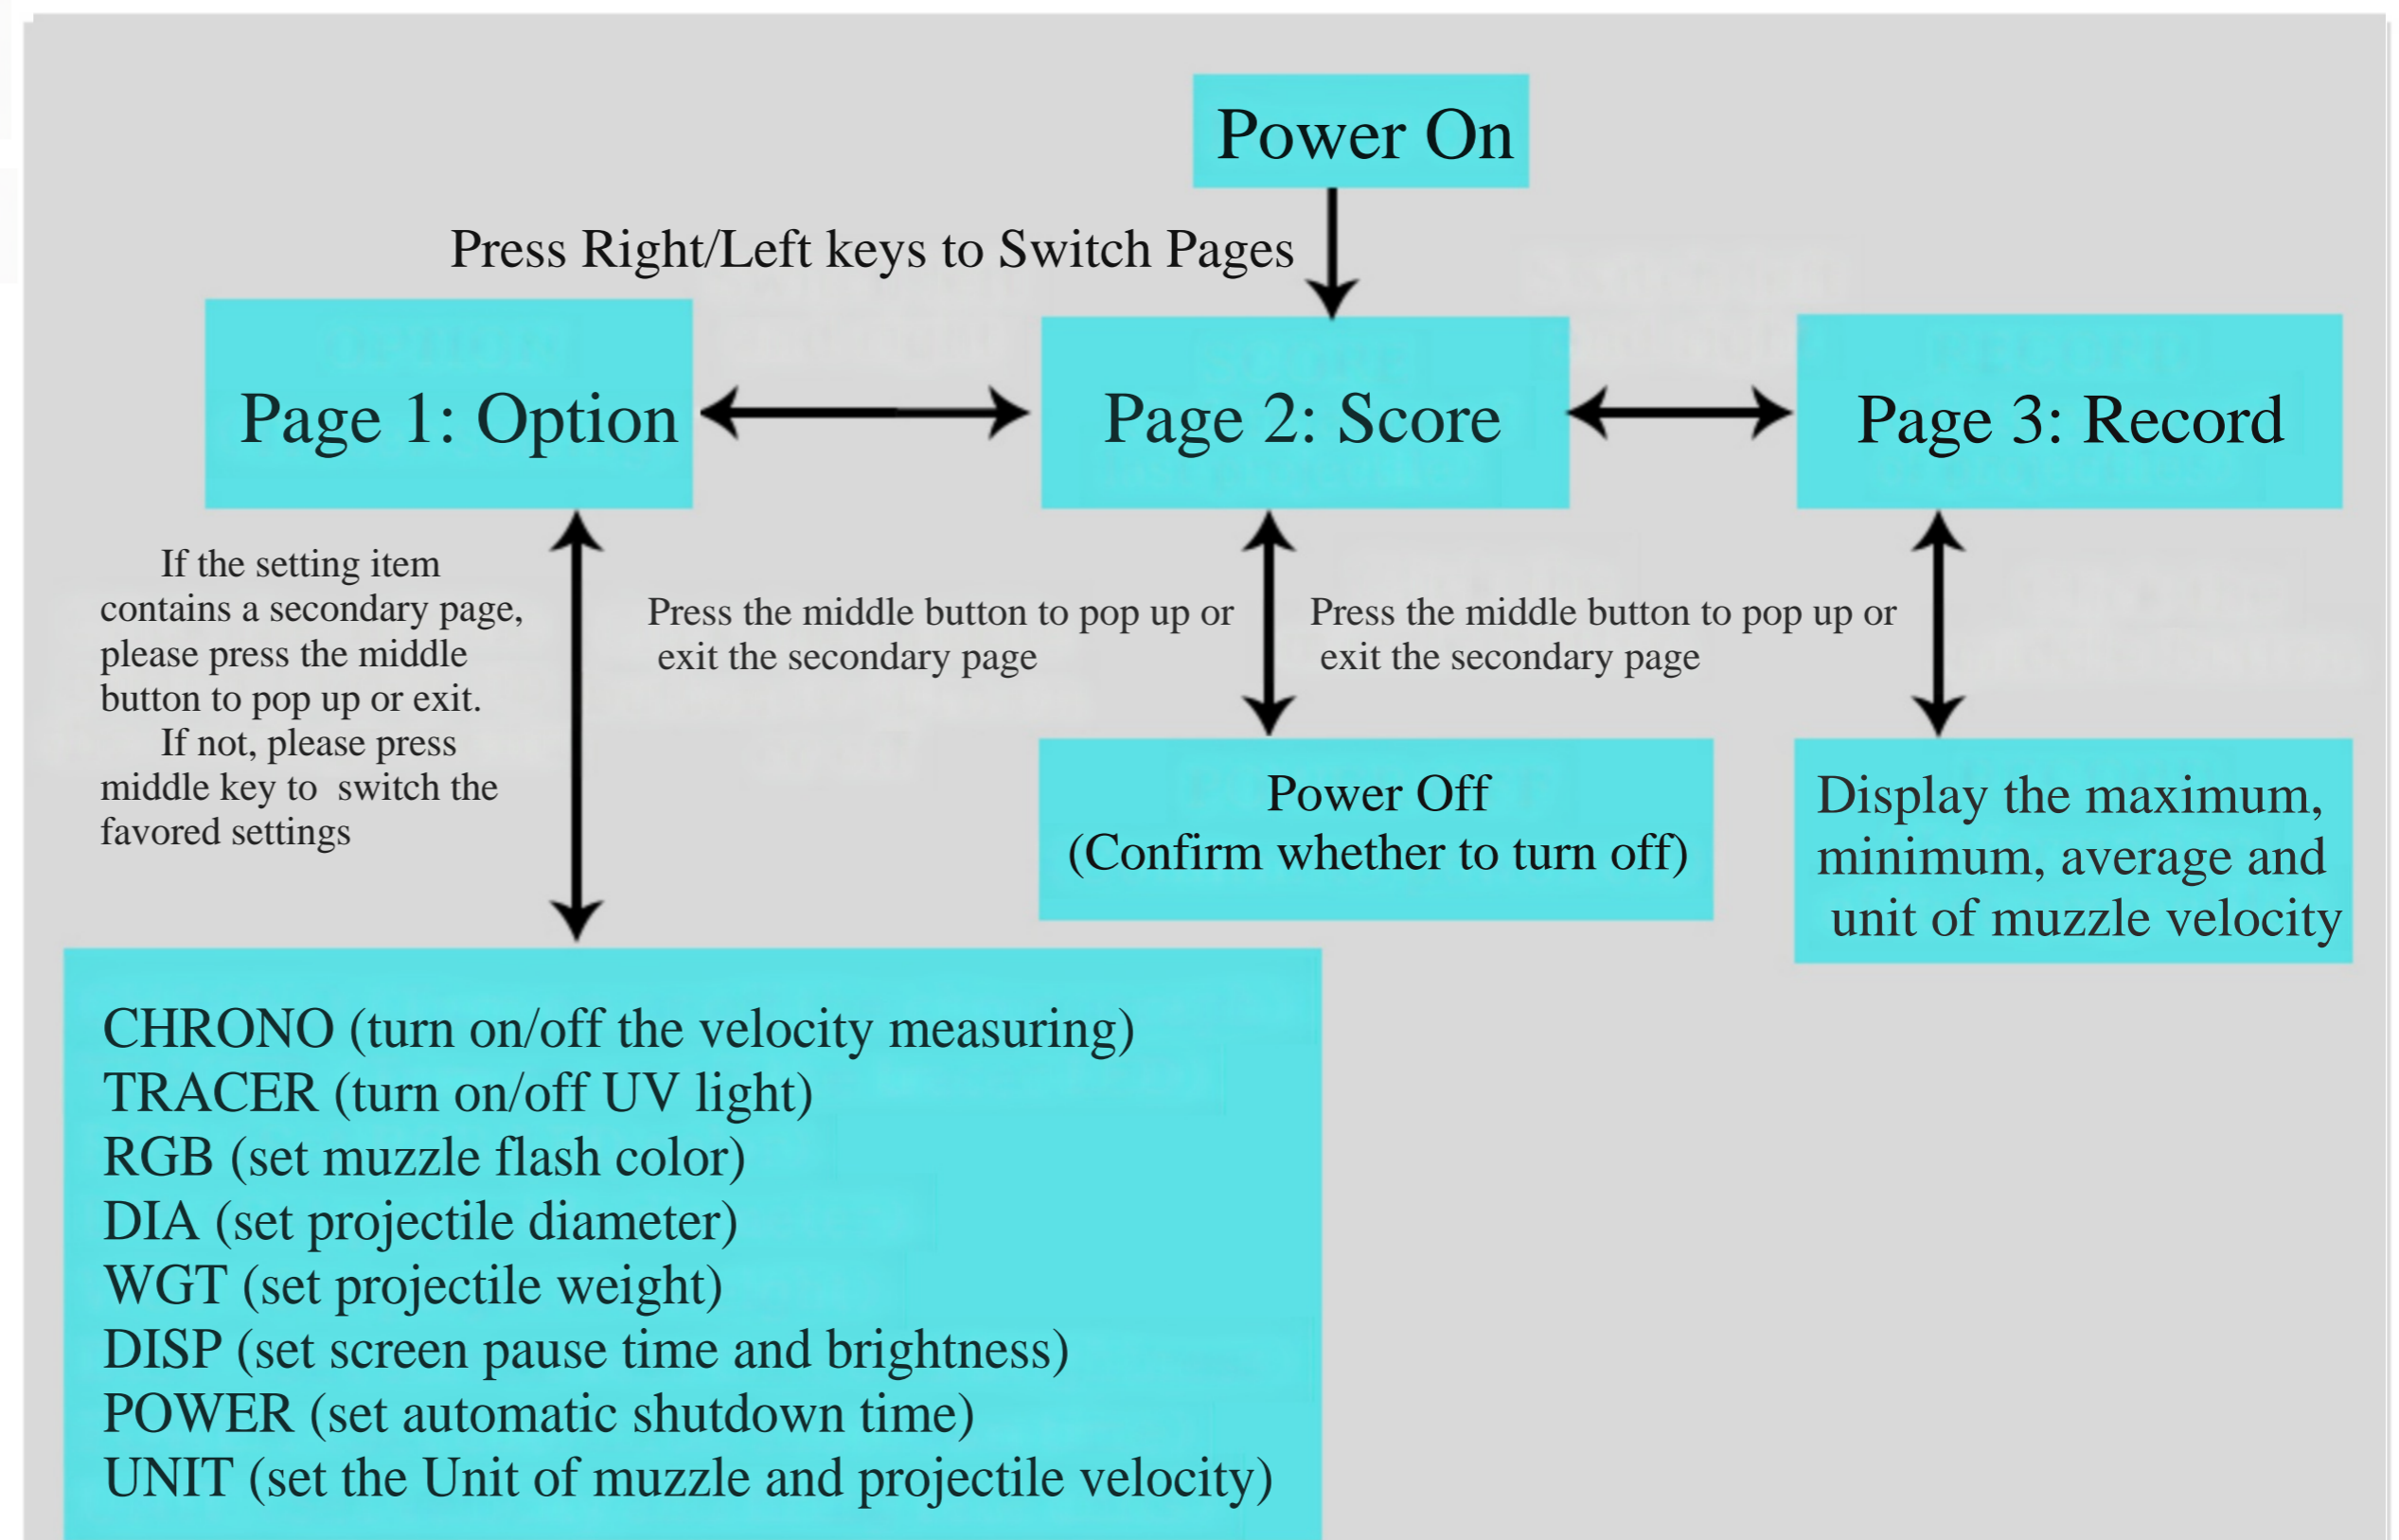 Power On
Press Right/Left keys to Switch Pages
Page 1: Option
Page 2: Score
Page 3: Record
If the setting item
contains a secondary page,
please press the middle
button to pop up or exit.
If not, please press
middle key to switch the
favored settings
Press the middle button to pop up or
exit the secondary page
Press the middle button to pop up or
exit the secondary page
Power Off
(Confirm whether to turn off)
Display the maximum,
minimum, average and
unit of muzzle velocity
CHRONO (turn on/off the velocity measuring)
TRACER (turn on/off UV light)
RGB (set muzzle flash color)
DIA (set projectile diameter)
WGT (set projectile weight)
DISP (set screen pause time and brightness)
POWER (set automatic shutdown time)
UNIT (set the Unit of muzzle and projectile velocity)